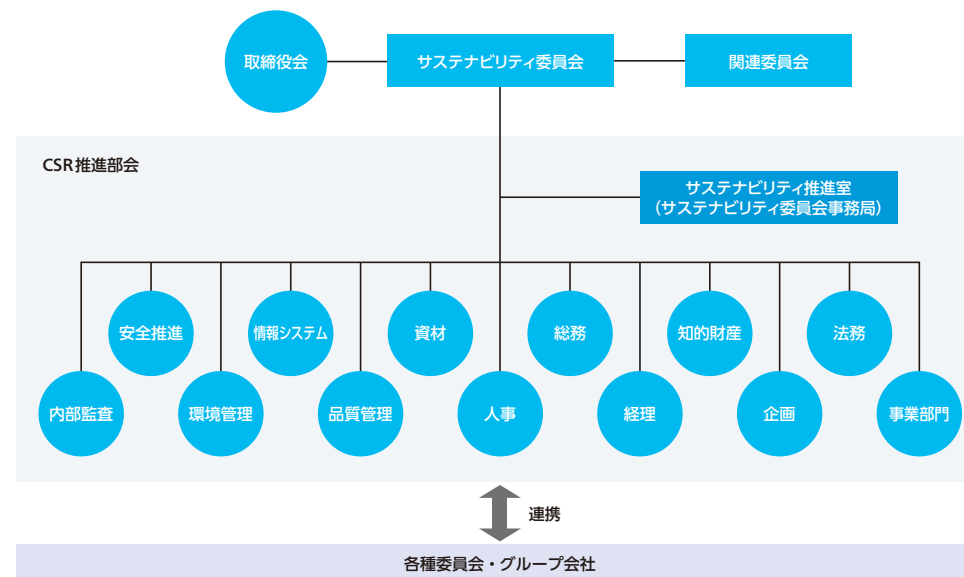 取締役会
サステナビリティ委員会
関連委員会
CSR推進部会
サステナビリティ推進室
(サステナビリティ委員会事務局)
安全推進
情報システム
資材
総務
知的財産
法務
内部監査
環境管理
品質管理
人事
経理
企画
事業部門
連携
各種委員会・グループ会社